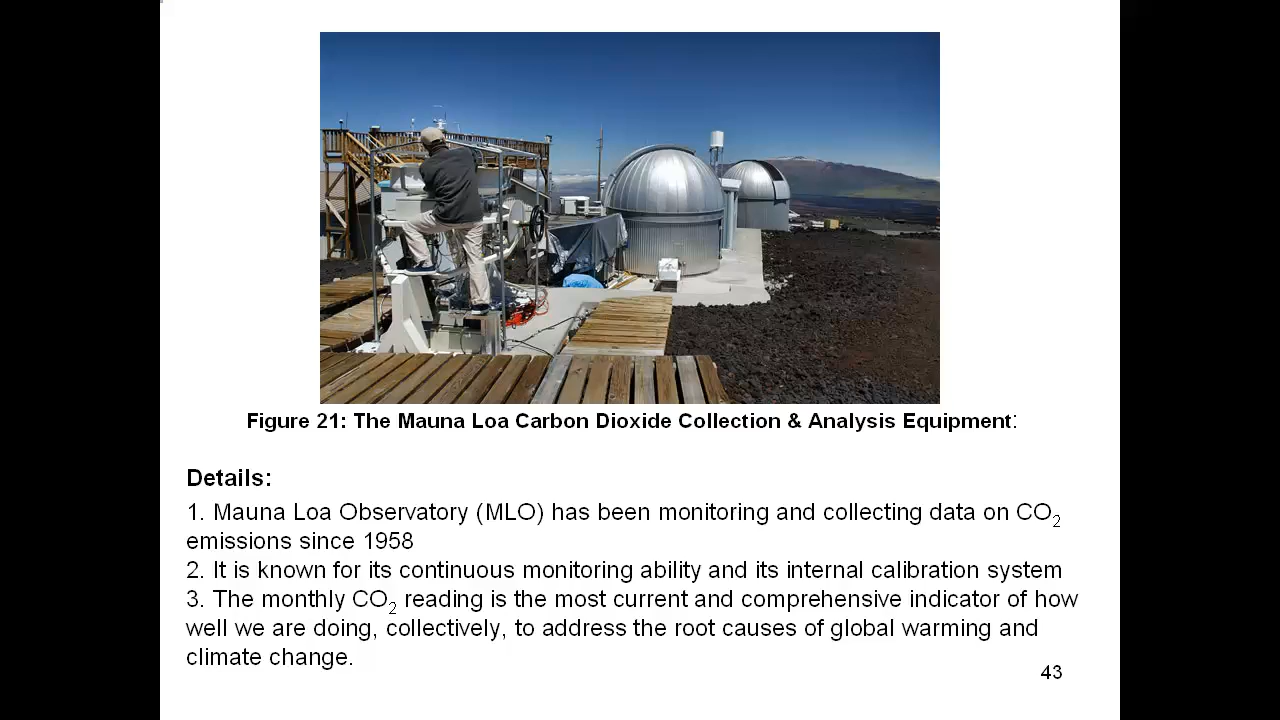 Figure 21: The Mauna Loa Carbon Dioxide Collection & Analysis Equipment:
Details:
1. Mauna Loa Observatory (MLO) has been monitoring and collecting data on CO₂
emissions since 1958
2. It is known for its continuous monitoring ability and its internal calibration system
3. The monthly CO₂ reading is the most current and comprehensive indicator of how
well we are doing, collectively, to address the root causes of global warming and
climate change.
43